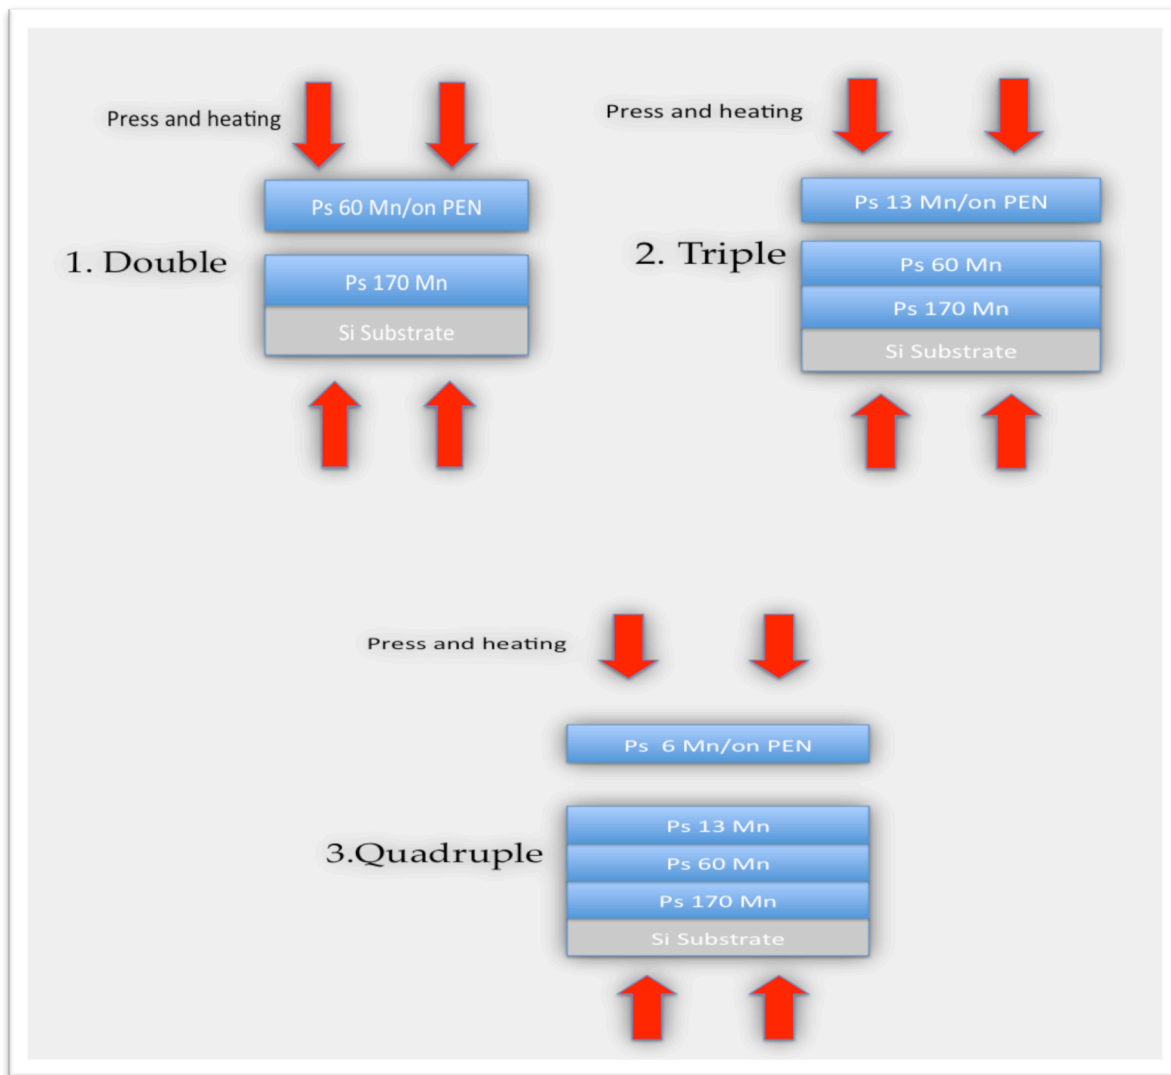 Press and heating
Ps 60 Mn/on PEN
1. Double
Ps 170 Mn
Si Substrate
Press and heating
Ps 13 Mn/on PEN
2. Triple
Ps 60 Mn
Ps 170 Mn
Si Substrate
Press and heating
Ps 6 Mn/on PEN
Ps 13 Mn
3.Quadruple
Ps 60 Mn
Ps 170 Mn
Si Substrate